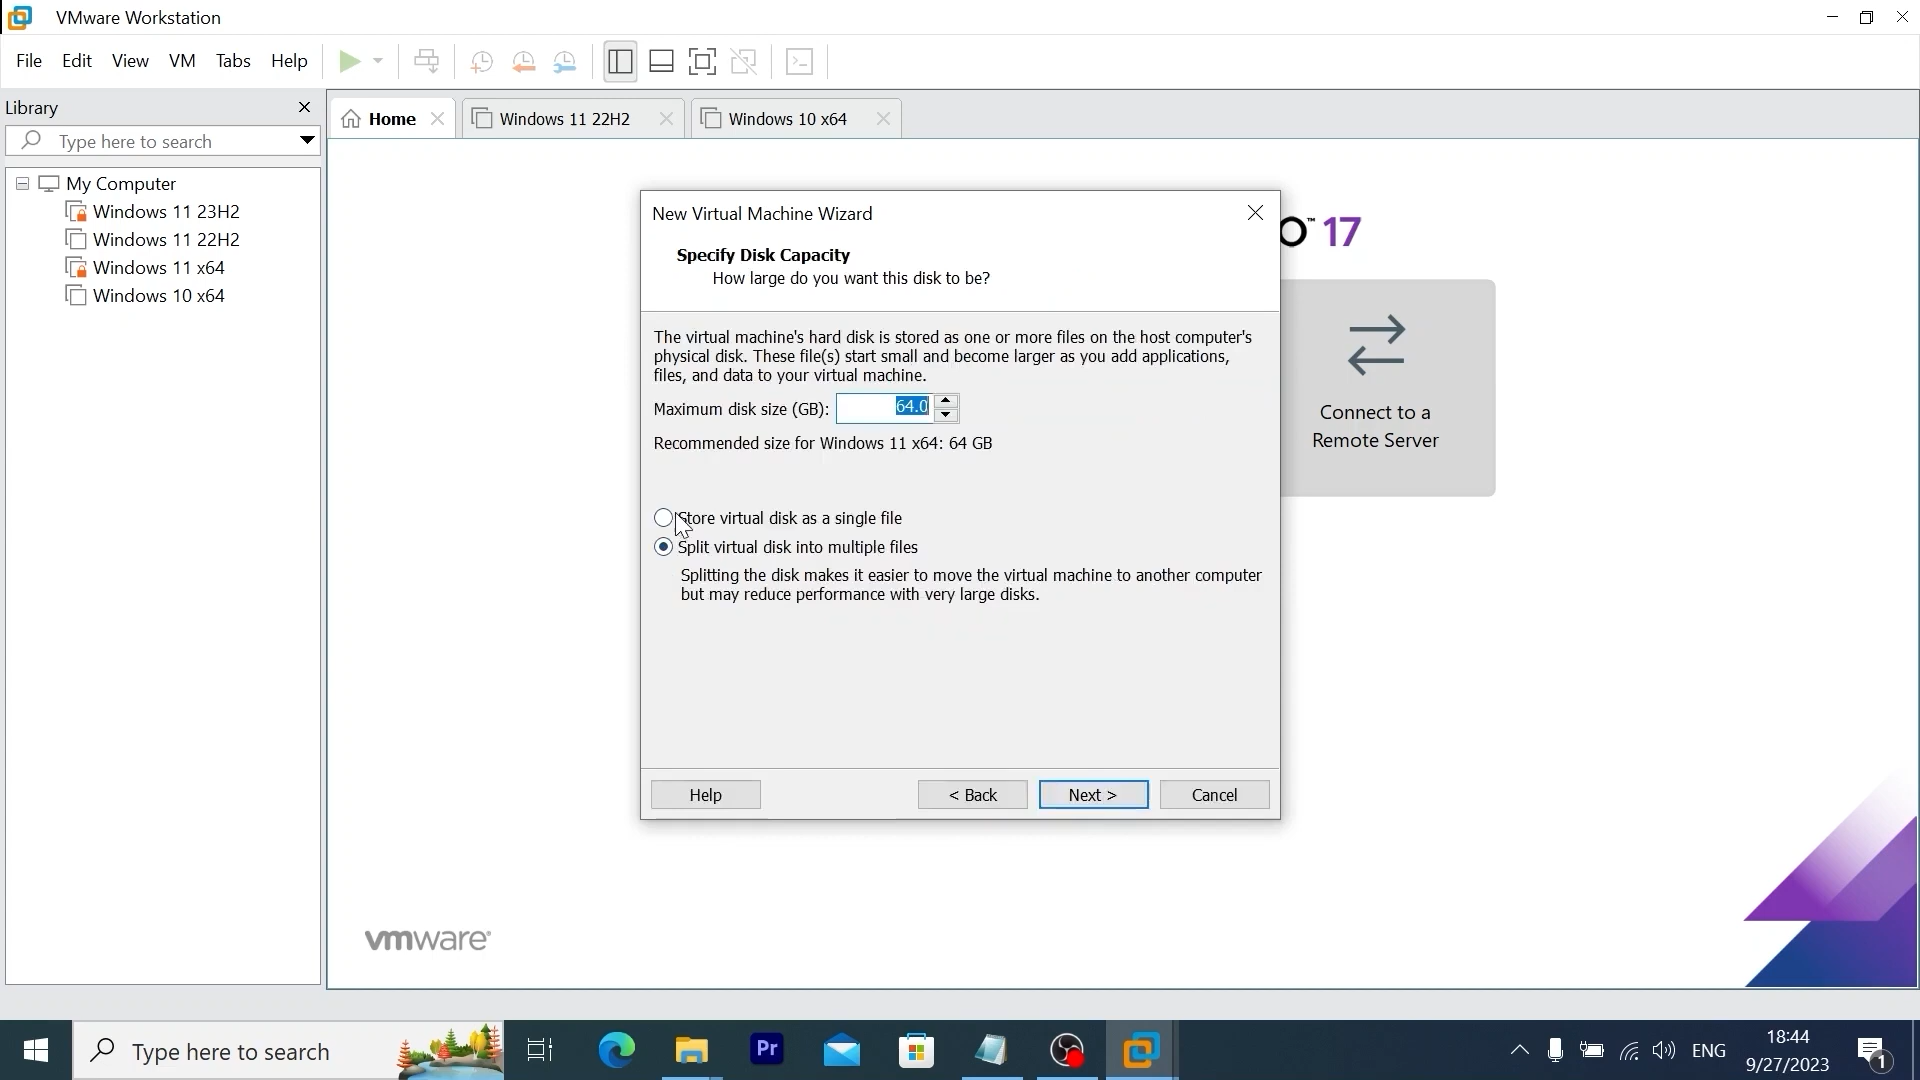 VMware Workstation
File Edit View VM Tabs Help
Library
Type here to search
My Computer
Windows 11 23H2
Windows 11 22H2
Windows 11 x64
Windows 10 x64
Home
Windows 11 22H2
Windows 10 x64
O™ 17
Connect to a
Remote Server
New Virtual Machine Wizard
Specify Disk Capacity
How large do you want this disk to be?
The virtual machine's hard disk is stored as one or more files on the host computer's
physical disk. These file(s) start small and become larger as you add applications,
files, and data to your virtual machine.
Maximum disk size (GB): 64.0
Recommended size for Windows 11 x64: 64 GB
Store virtual disk as a single file
Split virtual disk into multiple files
Splitting the disk makes it easier to move the virtual machine to another computer
but may reduce performance with very large disks.
Help < Back Next > Cancel
vmware®
Type here to search
Pr
ENG
18:44
9/27/2023
1